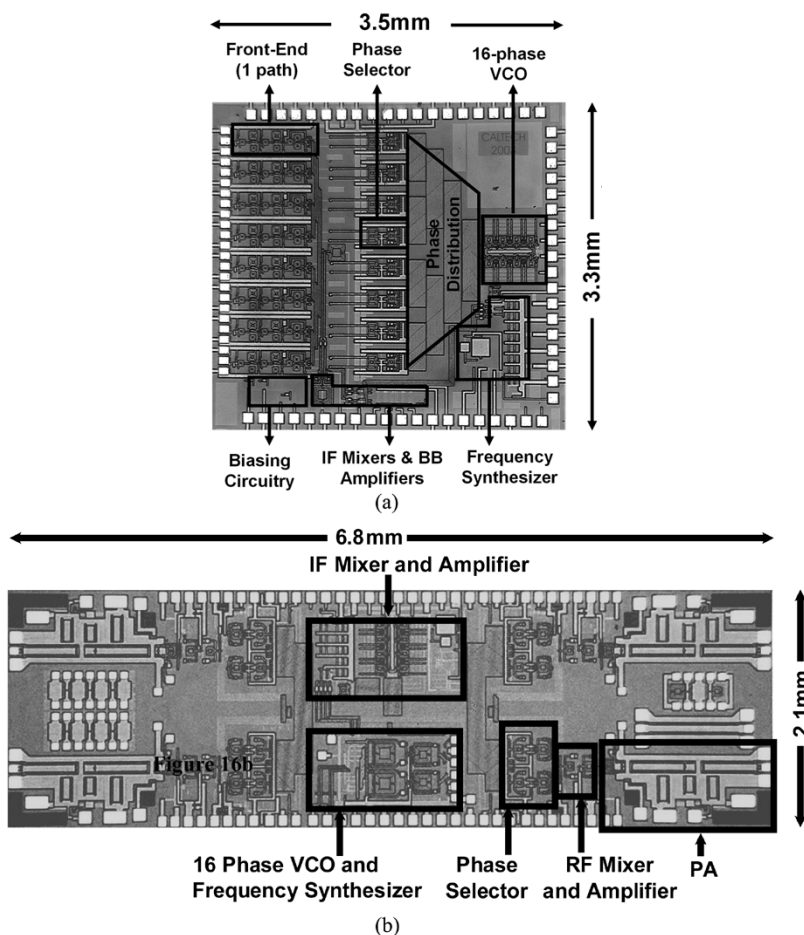 3.5mm
Front-End
(1 path)
Phase
Selector
16-phase
VCO
CALTECH
Phase
Distribution
3.3mm
Biasing
Circuitry
IF Mixers & BB
Amplifiers
Frequency
Synthesizer
(a)
6.8mm
IF Mixer and Amplifier
2.1mm
Figure 16b
16 Phase VCO and
Frequency Synthesizer
Phase
Selector
RF Mixer
and Amplifier
PA
(b)